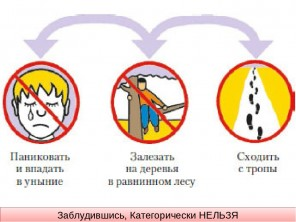 Паниковать
и впадать
в уныние
Залезать
на деревья
в равнинном лесу
Сходить
с тропы
Заблудившись, Категорически НЕЛЬЗЯ